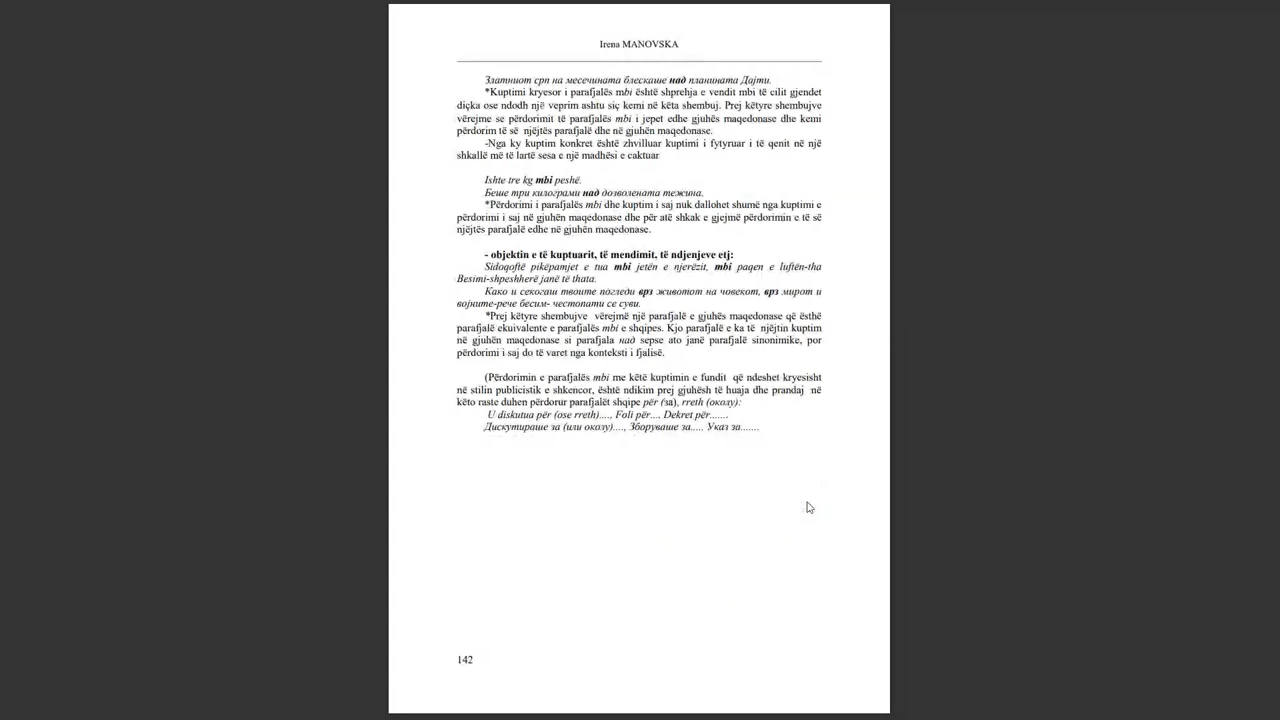 Irena MANOVSKA
Златниот срп на месечината блескаше над планината Дајти.
*Kuptimi kryesor i parafjalës mbi është shprehja e vendit mbi të cilit gjendet
diçka ose ndodh një veprim ashtu siç kemi në këta shembuj. Prej këtyre shembujve
vërejme se përdorimit të parafjalës mbi i jepet edhe gjuhës maqedonase dhe kemi
përdorim të së njëjtës parafjalë dhe në gjuhën maqedonase.
-Nga ky kuptim konkret është zhvilluar kuptimi i fytyruar i të qenit në një
shkallë më të lartë sesa e një madhësi e caktuar
Ishte tre kg mbi peshë.
Беше три килограми над дозволената тежина.
*Përdorimi i parafjalës mbi dhe kuptim i saj nuk dallohet shumë nga kuptimi e
përdorimi i saj në gjuhën maqedonase dhe për atë shkak e gjejmë përdorimin e të së
njëjtës parafjalë edhe në gjuhën maqedonase.
- objektin e të kuptuarit, të mendimit, të ndjenjeve etj:
Sidoqoftë pikëpamjet e tua mbi jetën e njerëzit, mbi paqen e luftën-tha
Besimi-shpeshherë janë të thata.
Како и секогаш твоите погледи врз животот на човекот, врз мирот и
војните-рече бесим- честопати се суви.
*Prej këtyre shembujve vërejmë një parafjalë e gjuhës maqedonase që ësthë
parafjalë ekuivalente e parafjalës mbi e shqipes. Kjo parafjalë e ka të njëjtin kuptim
në gjuhën maqedonase si parafjala над sepse ato janë parafjalë sinonimike, por
përdorimi i saj do të varet nga konteksti i fjalisë.
(Përdorimin e parafjalës mbi me këtë kuptimin e fundit që ndeshet kryesisht
në stilin publicistik e shkencor, është ndikim prej gjuhësh të huaja dhe prandaj në
këto raste duhen përdorur parafjalët shqipe për (sa), rreth (околу):
U diskutua për (ose rreth)...., Foli për..., Dekret për.......
Дискутираше за (или околу)...., Зборуваше за..... Указ за.......
142